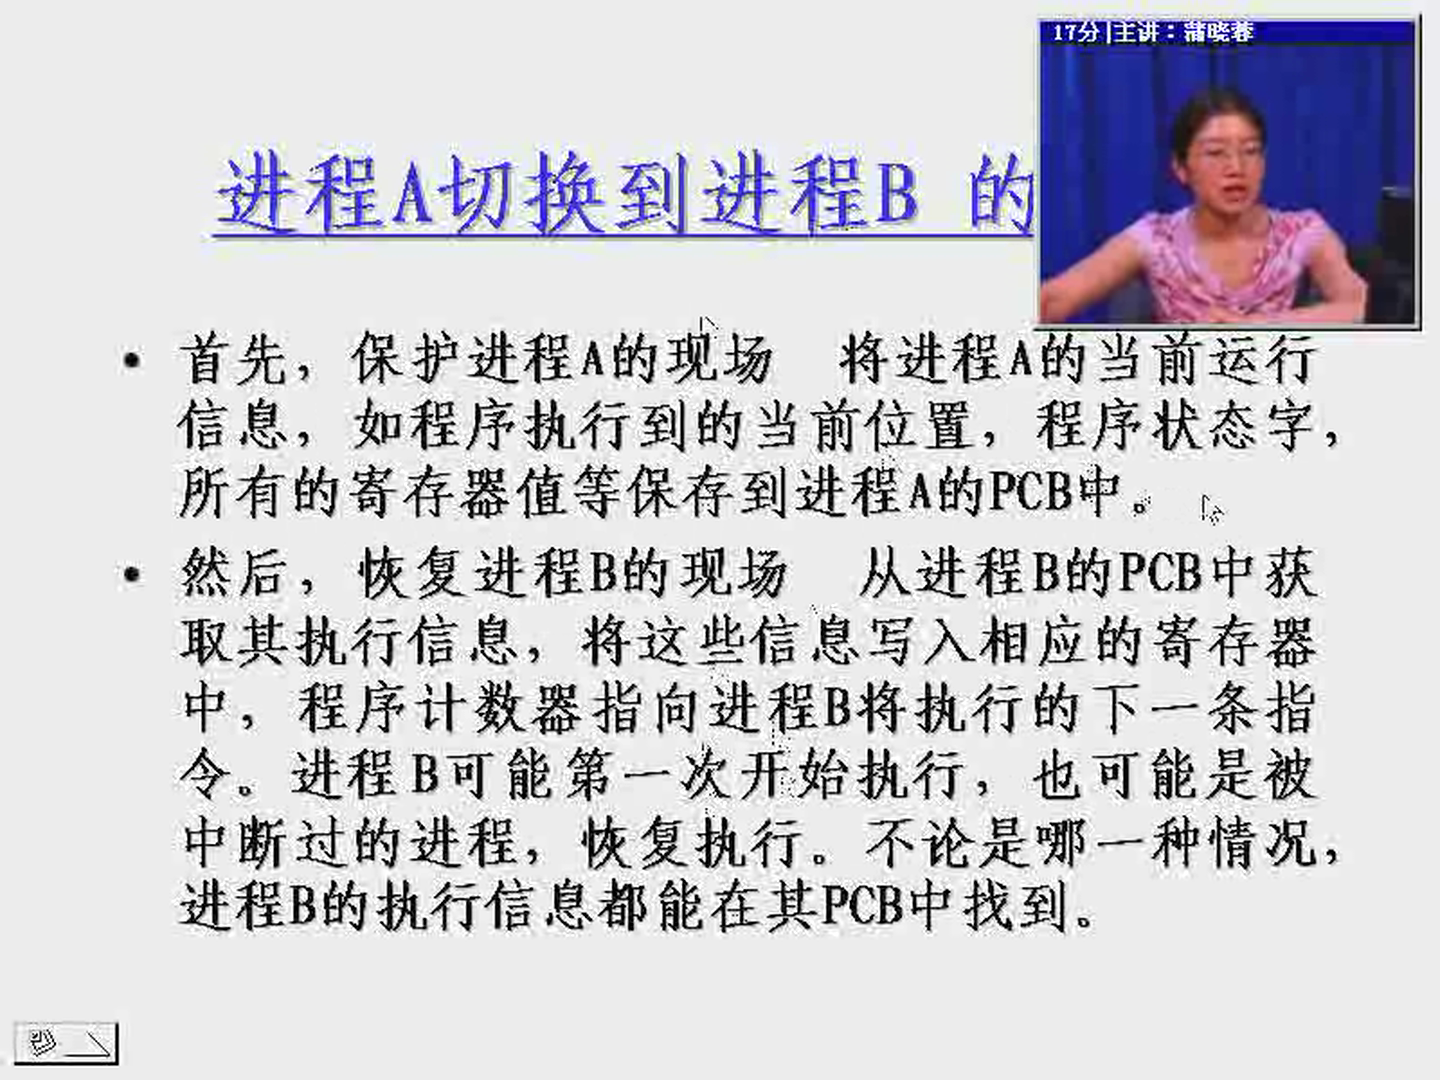 17分|主讲：蒲晓蓉
进程A切换到进程B 的
• 首先，保护进程A的现场 将进程A的当前运行
信息，如程序执行到的当前位置，程序状态字，
所有的寄存器值等保存到进程A的PCB中。
• 然后，恢复进程B的现场 从进程B的PCB中获
取其执行信息，将这些信息写入相应的寄存器
中，程序计数器指向进程B将执行的下一条指
令。进程B可能第一次开始执行，也可能是被
中断过的进程，恢复执行。不论是哪一种情况，
进程B的执行信息都能在其PCB中找到。